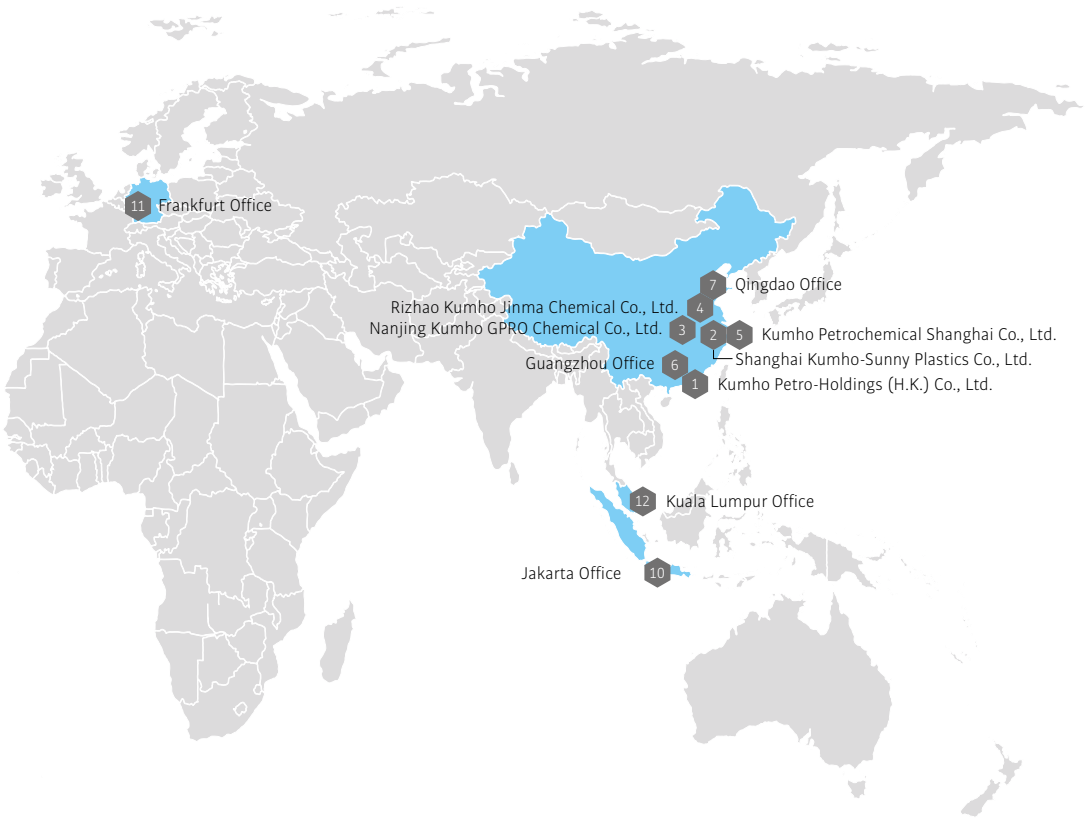 11 Frankfurt Office
7 Qingdao Office
Rizhao Kumho Jinma Chemical Co., Ltd. 4
Nanjing Kumho GPRO Chemical Co., Ltd. 3
2 5 Kumho Petrochemical Shanghai Co., Ltd.
Shanghai Kumho-Sunny Plastics Co., Ltd.
Guangzhou Office 6
1 Kumho Petro-Holdings (H.K.) Co., Ltd.
12 Kuala Lumpur Office
Jakarta Office 10